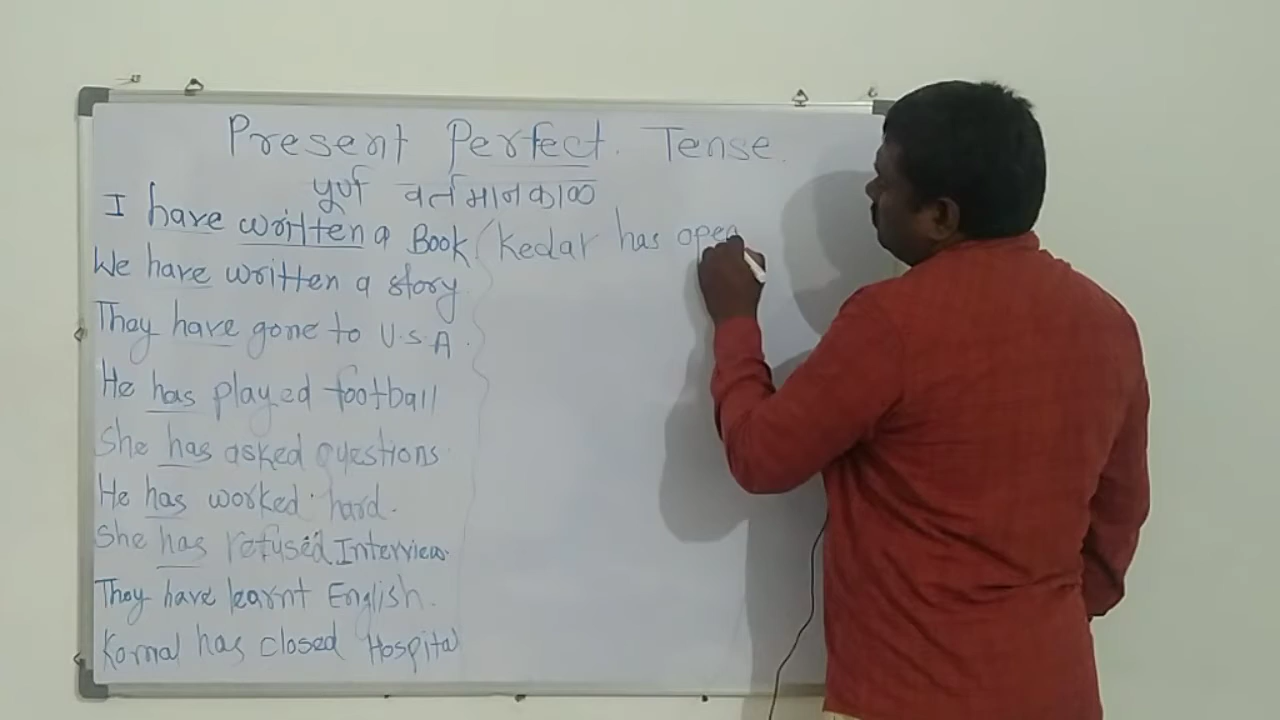 Present Perfect. Tense.
पूर्ण वर्तमानकाळ
I have written a Book
We have written a story
They have gone to U.S.A.
He has played football
She has asked questions
He has worked hard.
She has refused Interview
They have learnt English.
Komal has closed Hospital
Kedar has open